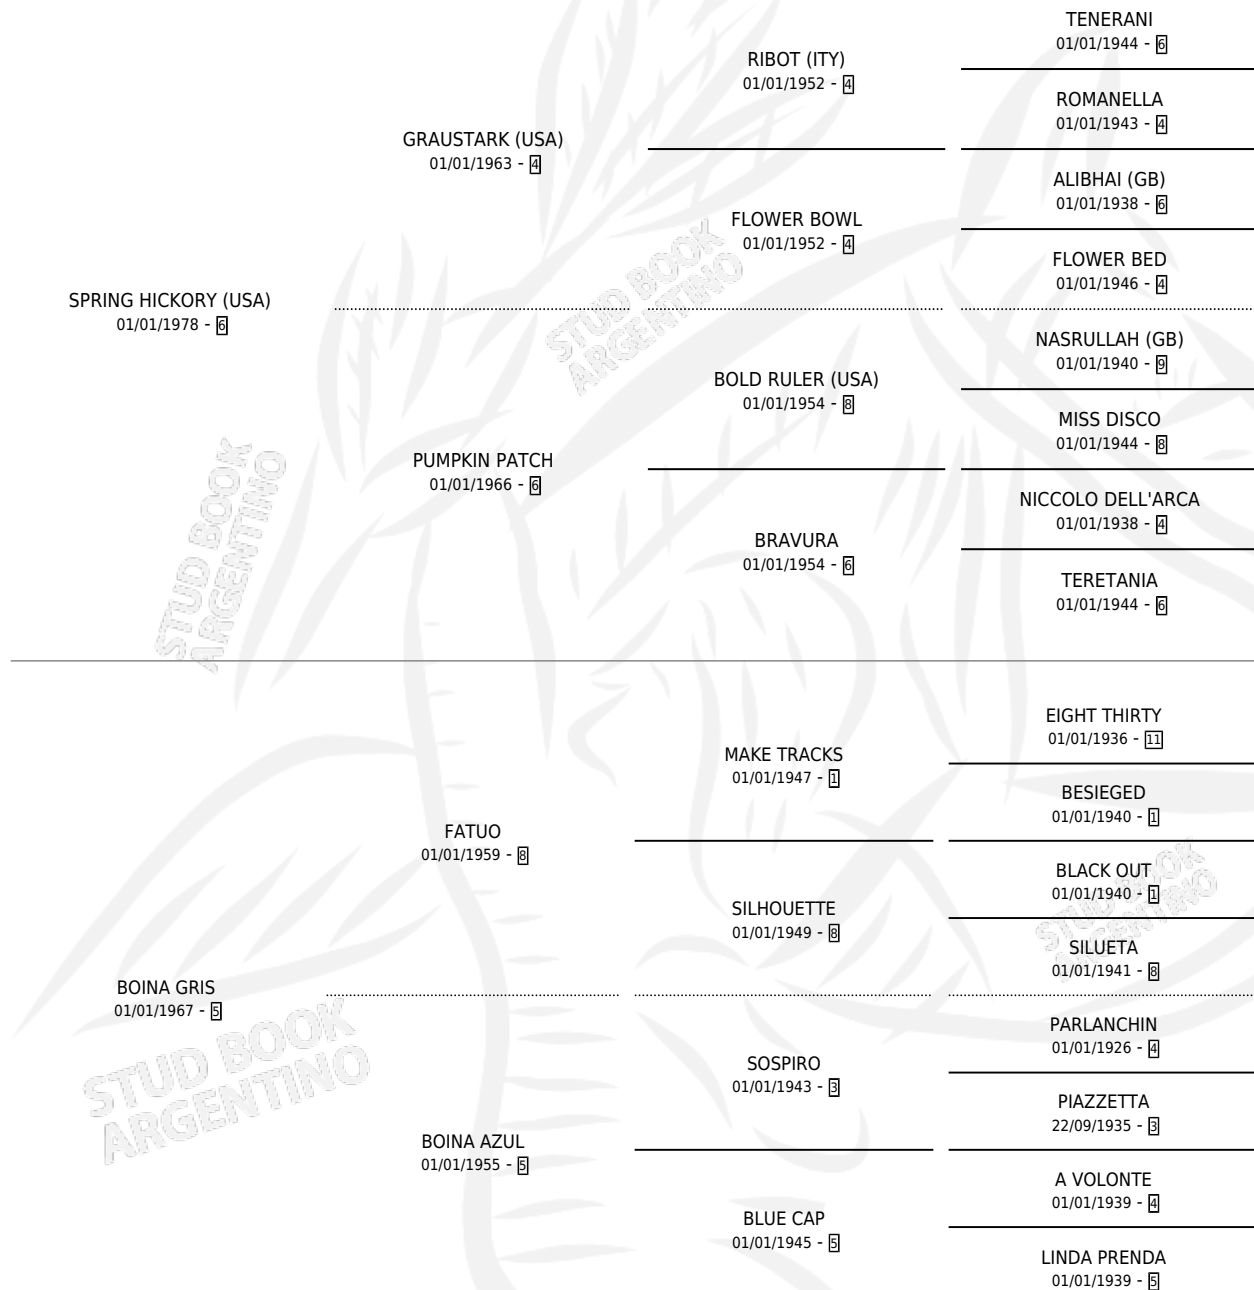 TENERANI
01/01/1944 - 6
RIBOT (ITY)
01/01/1952 - 4
ROMANELLA
01/01/1943 - 4
GRAUSTARK (USA)
01/01/1963 - 4
ALIBHAI (GB)
01/01/1938 - 6
FLOWER BOWL
01/01/1952 - 4
FLOWER BED
01/01/1946 - 4
SPRING HICKORY (USA)
01/01/1978 - 6
NASRULLAH (GB)
01/01/1940 - 9
BOLD RULER (USA)
01/01/1954 - 8
MISS DISCO
01/01/1944 - 8
PUMPKIN PATCH
01/01/1966 - 6
NICCOLO DELL'ARCA
01/01/1938 - 4
BRAVURA
01/01/1954 - 6
TERETANIA
01/01/1944 - 6
EIGHT THIRTY
01/01/1936 - 11
MAKE TRACKS
01/01/1947 - 1
BESIEGED
01/01/1940 - 1
FATUO
01/01/1959 - 8
BLACK OUT
01/01/1940 - 1
SILHOUETTE
01/01/1949 - 8
SILUETA
01/01/1941 - 8
BOINA GRIS
01/01/1967 - 5
PARLANCHIN
01/01/1926 - 4
SOSPIRO
01/01/1943 - 3
PIAZZETTA
22/09/1935 - 3
BOINA AZUL
01/01/1955 - 5
A VOLONTE
01/01/1939 - 4
BLUE CAP
01/01/1945 - 5
LINDA PRENDA
01/01/1939 - 5
STUD BOOK
ARGENTINO
STUD BOOK
ARGENTINO
STUD BOOK
ARGENTINO
STUD BOOK
ARGENTINO